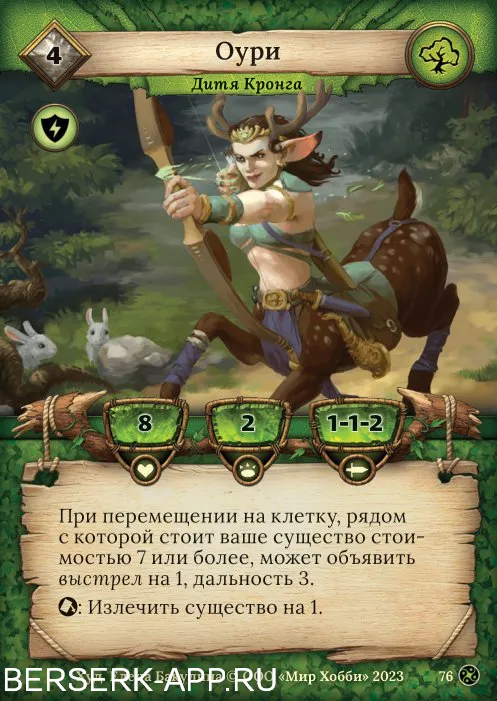 4
Оури
Дитя Кронга
8
2
1-1-2
При перемещении на клетку, рядом
с которой стоит ваше существо стои-
мостью 7 или более, может объявить
выстрел на 1, дальность 3.
: Излечить существо на 1.
© ООО «Мир Хобби» 2023
76
BERSERK-APP.RU